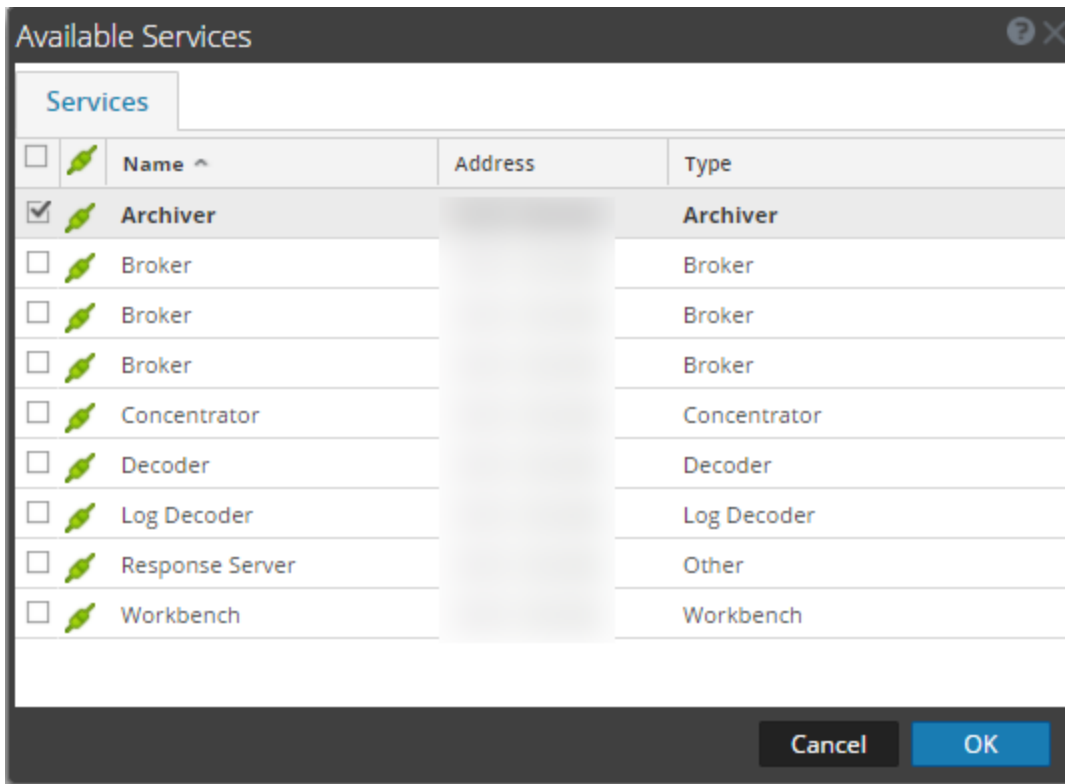 Available Services
Services
Name Address Type
Archiver Archiver
Broker Broker
Broker Broker
Broker Broker
Concentrator Concentrator
Decoder Decoder
Log Decoder Log Decoder
Response Server Other
Workbench Workbench
Cancel OK